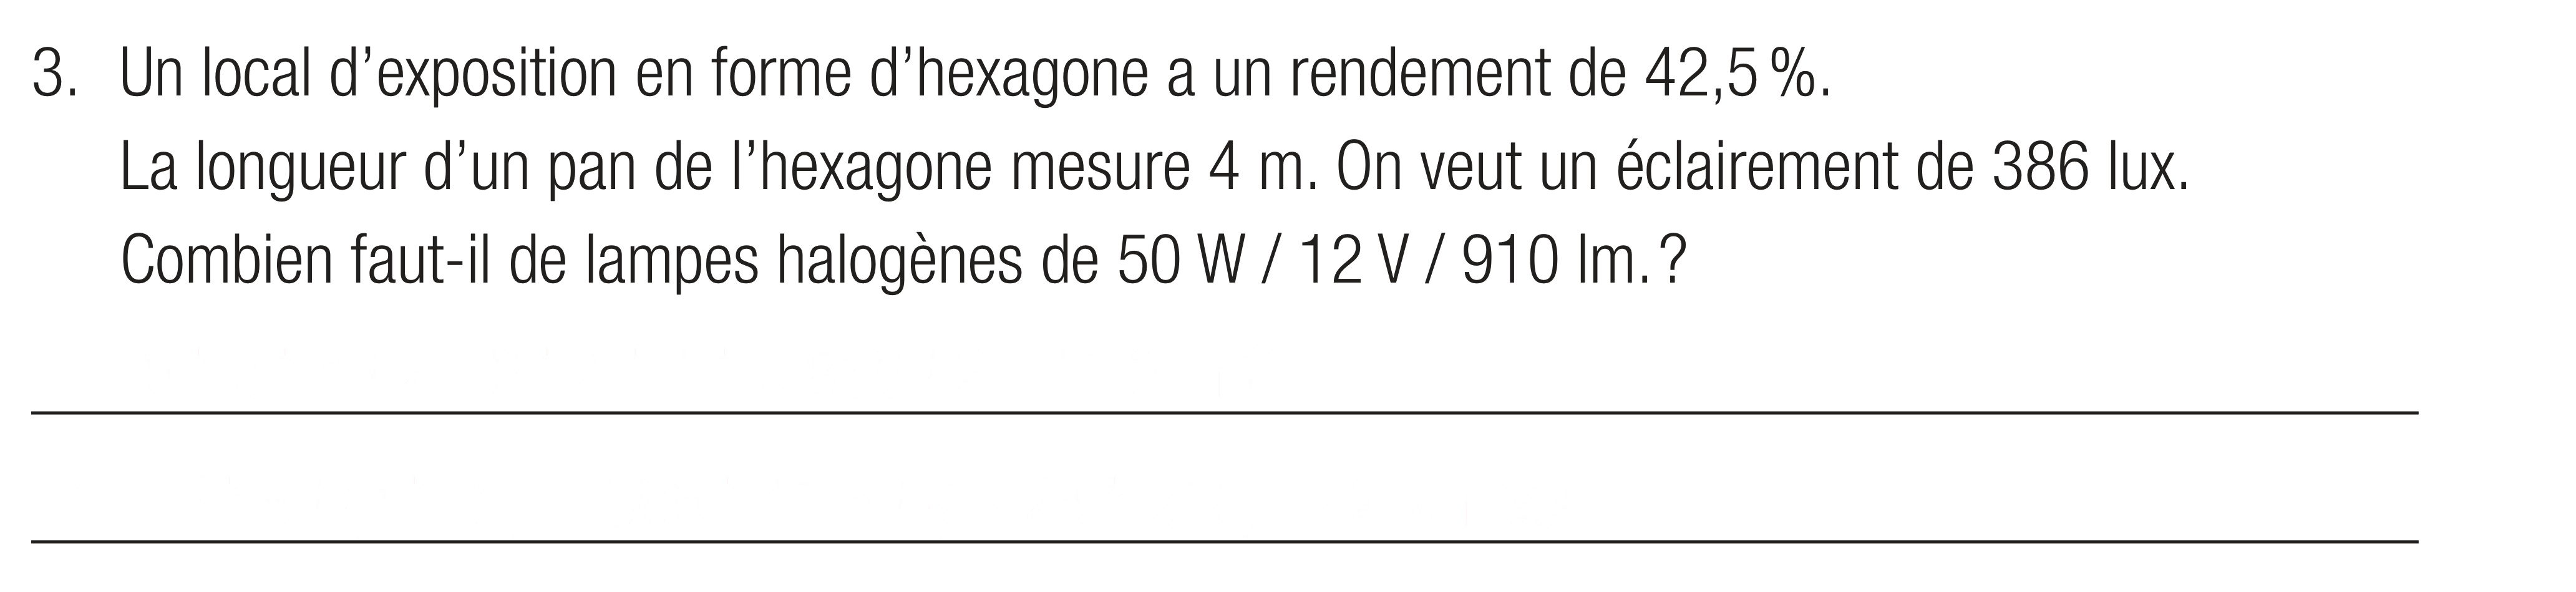 3. Un local d’exposition en forme d’hexagone a un rendement de 42,5 %.
La longueur d’un pan de l’hexagone mesure 4 m. On veut un éclairement de 386 lux.
Combien faut-il de lampes halogènes de 50 W / 12 V / 910 lm.?